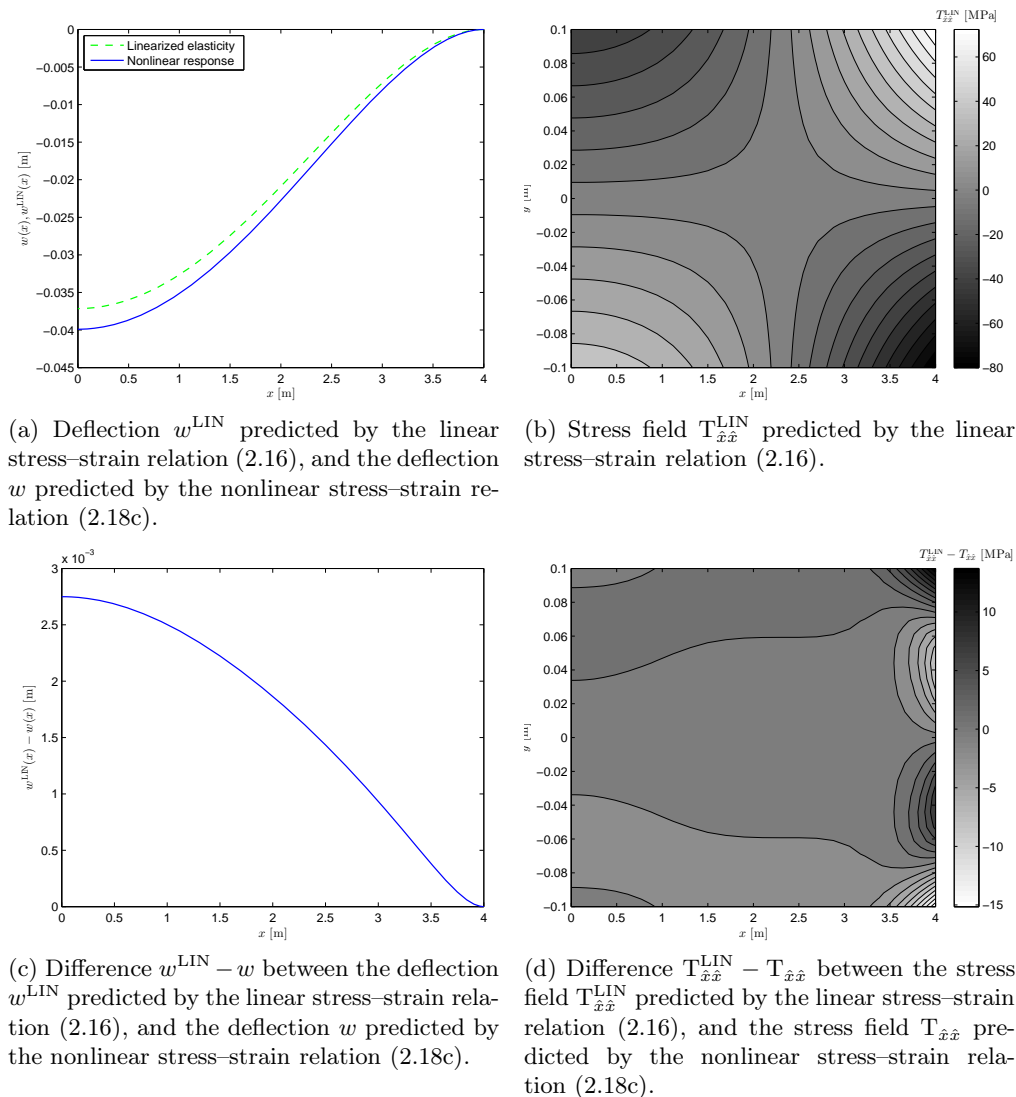 Linearized elasticity
Nonlinear response
0
−0.005
−0.01
−0.015
−0.02
−0.025
−0.03
−0.035
−0.04
−0.045
w(x), w^LIN(x) [m]
0 0.5 1 1.5 2 2.5 3 3.5 4
x [m]
(a) Deflection w^LIN predicted by the linear
stress–strain relation (2.16), and the deflection
w predicted by the nonlinear stress–strain re-
lation (2.18c).
T^LIN_x̂x̂ [MPa]
0.1
0.08
0.06
0.04
0.02
0
−0.02
−0.04
−0.06
−0.08
−0.1
y [m]
0 0.5 1 1.5 2 2.5 3 3.5 4
x [m]
60
40
20
0
−20
−40
−60
−80
(b) Stress field T^LIN_x̂x̂ predicted by the linear
stress–strain relation (2.16).
x 10^−3
3
2.5
2
1.5
1
0.5
0
w^LIN(x) − w(x) [m]
0 0.5 1 1.5 2 2.5 3 3.5 4
x [m]
(c) Difference w^LIN − w between the deflection
w^LIN predicted by the linear stress–strain rela-
tion (2.16), and the deflection w predicted by
the nonlinear stress–strain relation (2.18c).
T^LIN_x̂x̂ − T_x̂x̂ [MPa]
0.1
0.08
0.06
0.04
0.02
0
−0.02
−0.04
−0.06
−0.08
−0.1
y [m]
0 0.5 1 1.5 2 2.5 3 3.5 4
x [m]
10
5
0
−5
−10
−15
(d) Difference T^LIN_x̂x̂ − T_x̂x̂ between the stress
field T^LIN_x̂x̂ predicted by the linear stress–strain
relation (2.16), and the stress field T_x̂x̂ pre-
dicted by the nonlinear stress–strain rela-
tion (2.18c).